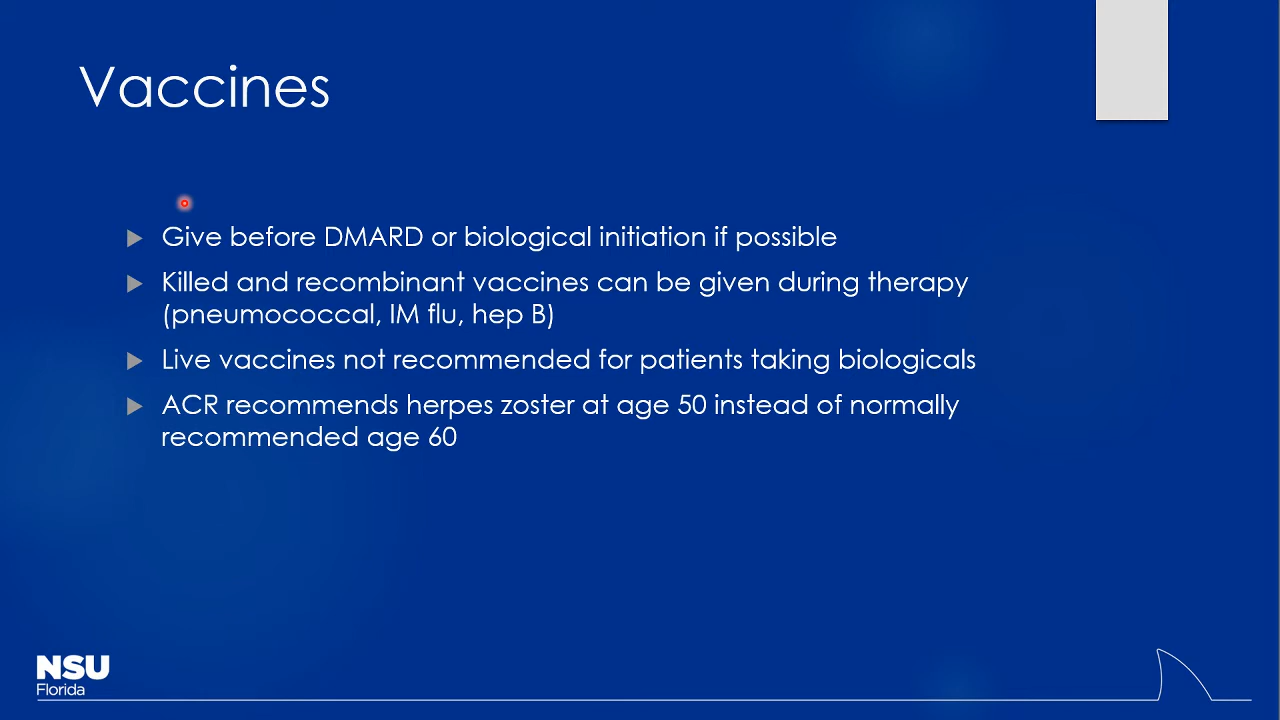 Vaccines
Give before DMARD or biological initiation if possible
Killed and recombinant vaccines can be given during therapy
(pneumococcal, IM flu, hep B)
Live vaccines not recommended for patients taking biologicals
ACR recommends herpes zoster at age 50 instead of normally
recommended age 60
NSU
Florida